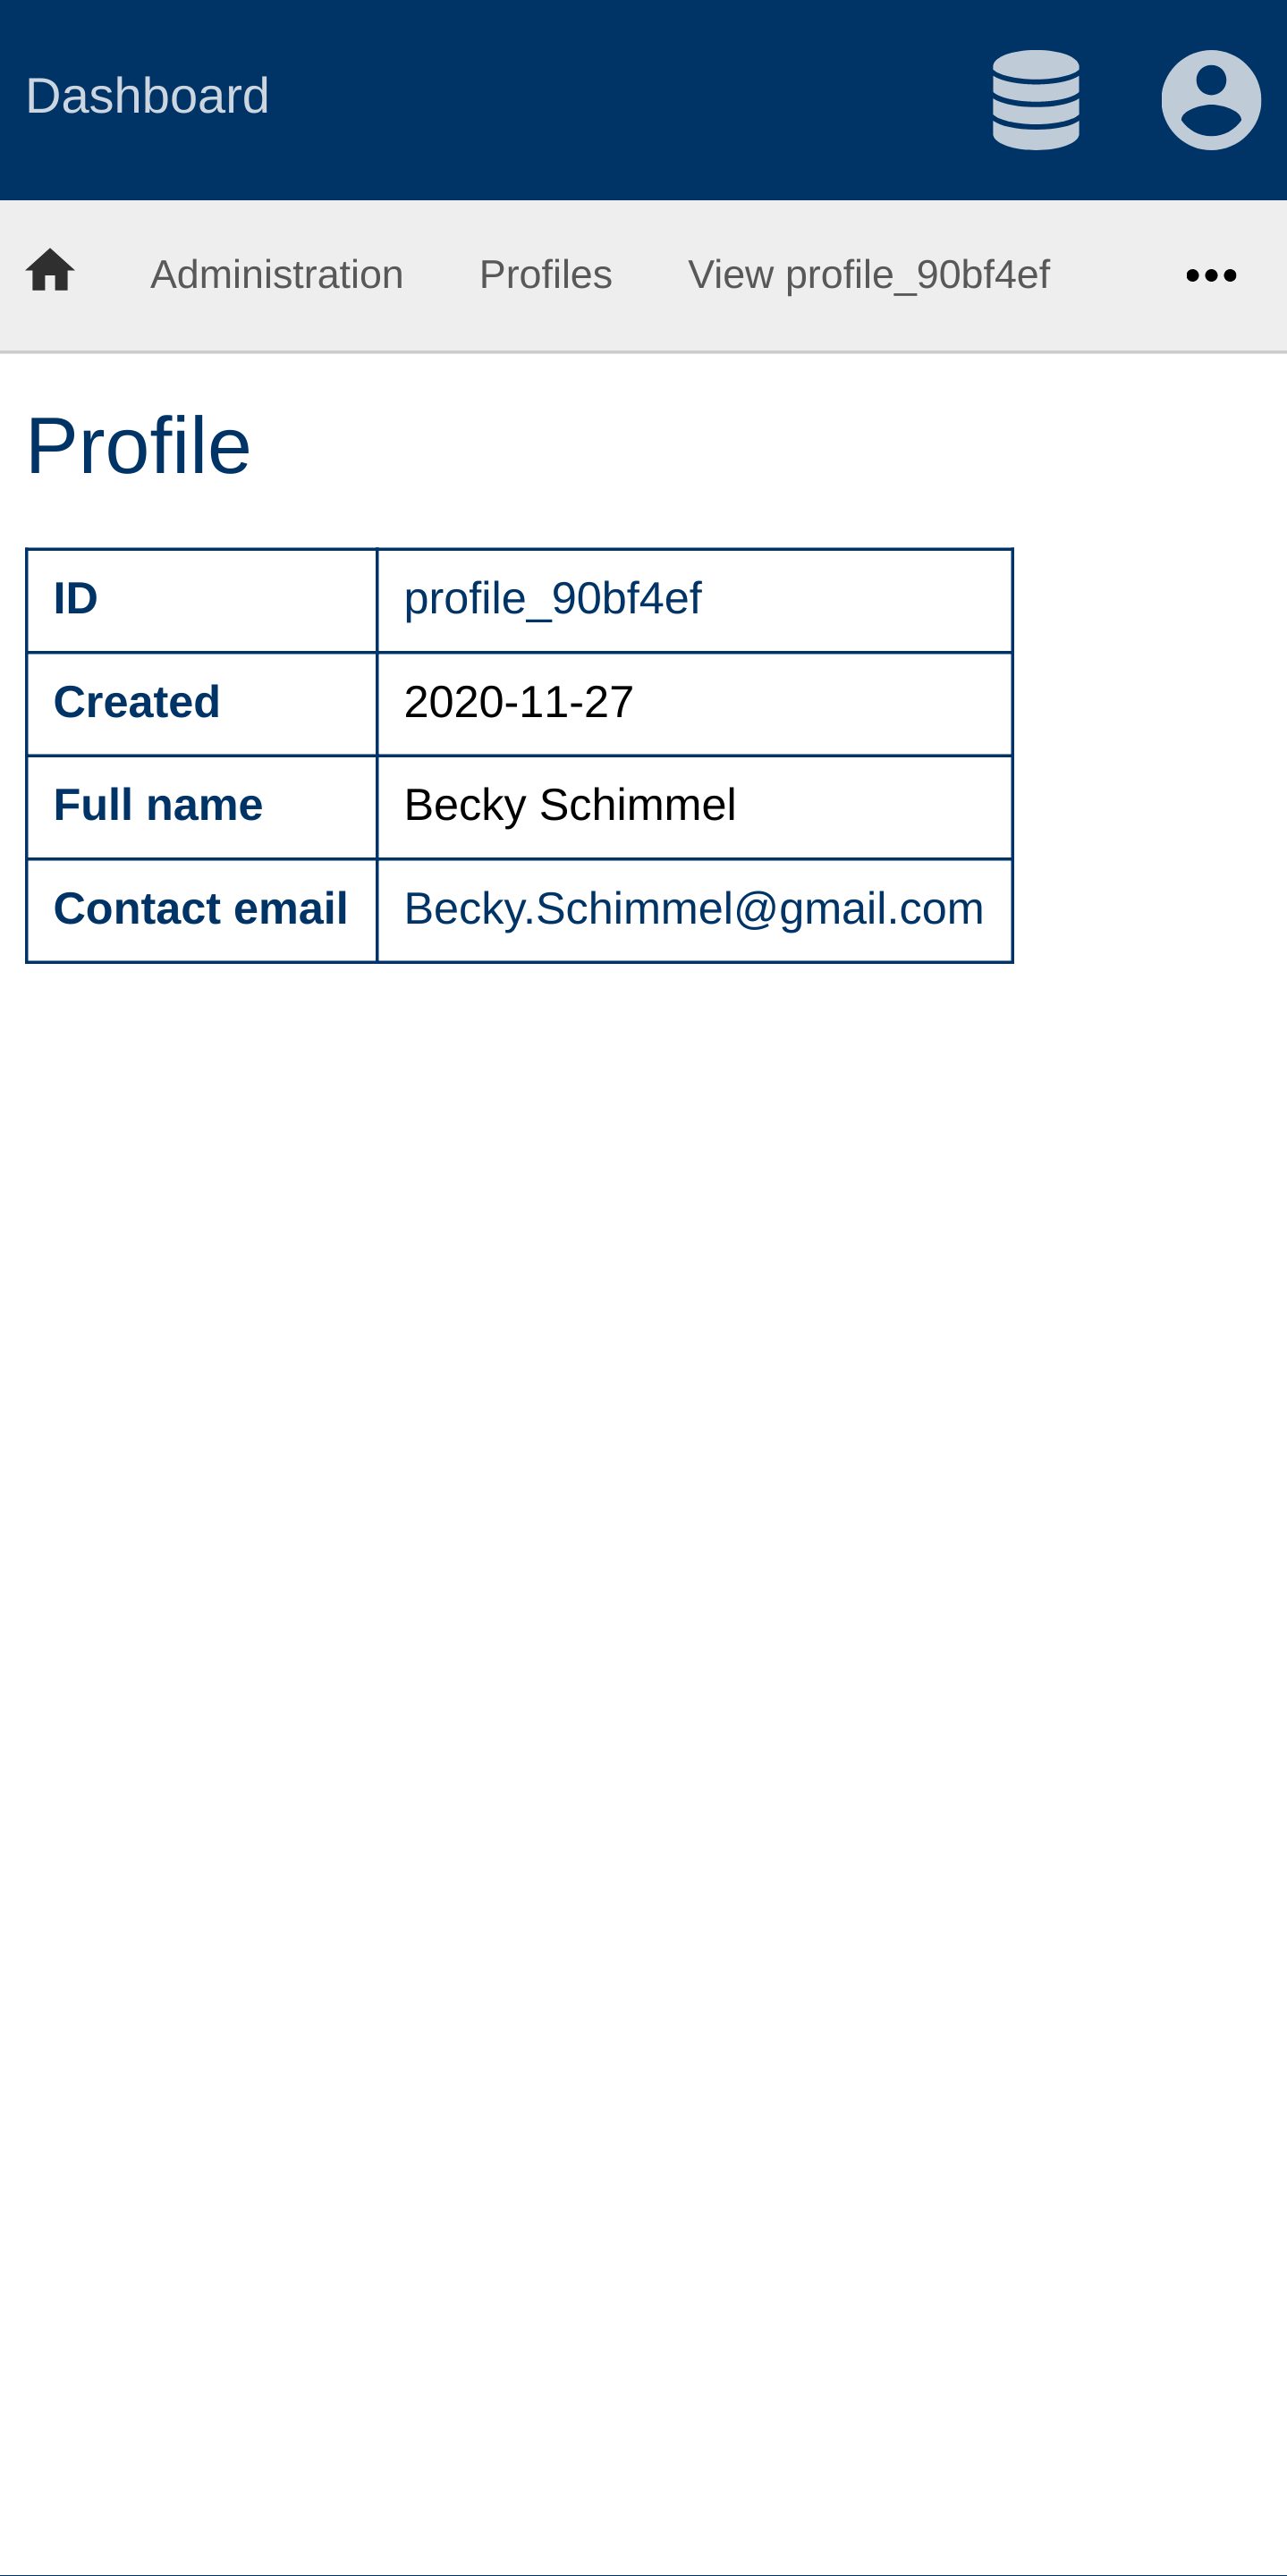 Dashboard
Administration Profiles View profile_90bf4ef
Profile
ID profile_90bf4ef
Created 2020-11-27
Full name Becky Schimmel
Contact email Becky.Schimmel@gmail.com